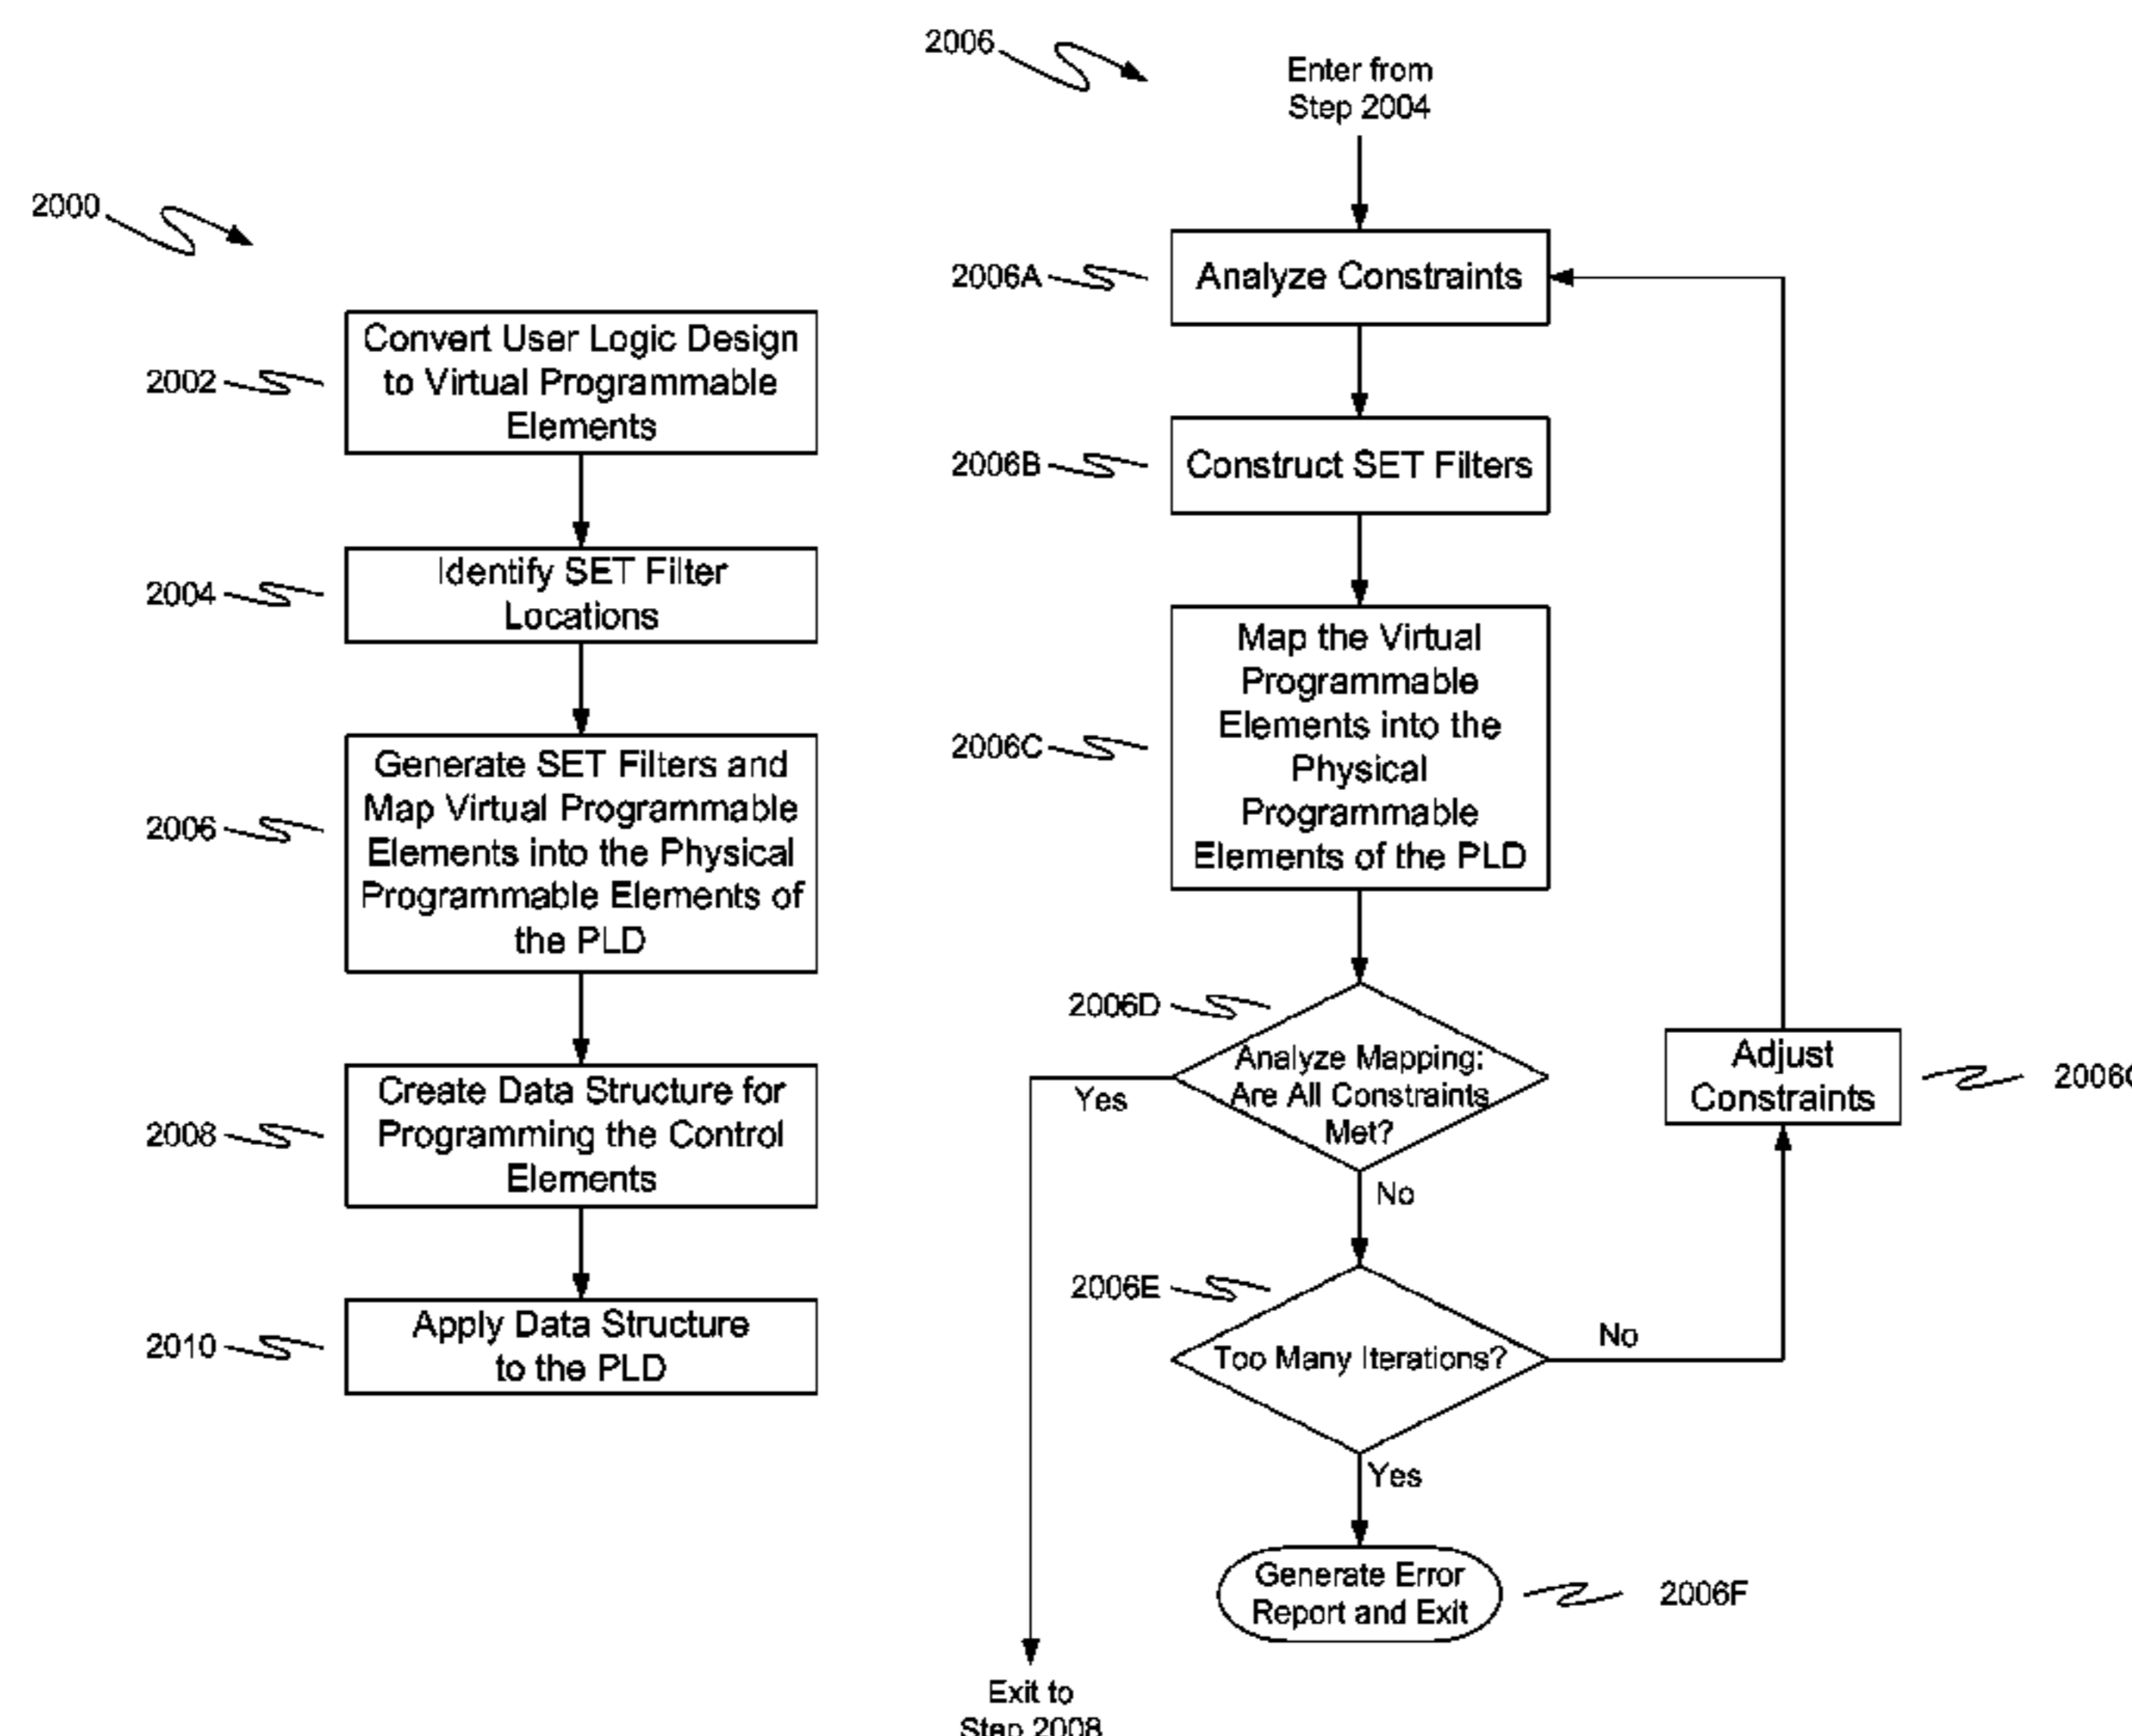 2000
2002
Convert User Logic Design
to Virtual Programmable
Elements
2004
Identify SET Filter
Locations
2006
Generate SET Filters and
Map Virtual Programmable
Elements into the Physical
Programmable Elements of
the PLD
2008
Create Data Structure for
Programming the Control
Elements
2010
Apply Data Structure
to the PLD
2006
Enter from
Step 2004
2006A
Analyze Constraints
2006B
Construct SET Filters
2006C
Map the Virtual
Programmable
Elements into the
Physical
Programmable
Elements of the PLD
2006D
Analyze Mapping:
Are All Constraints
Met?
Yes
No
2006E
Too Many Iterations?
No
Yes
Adjust
Constraints
Generate Error
Report and Exit
2006F
Exit to
Step 2008